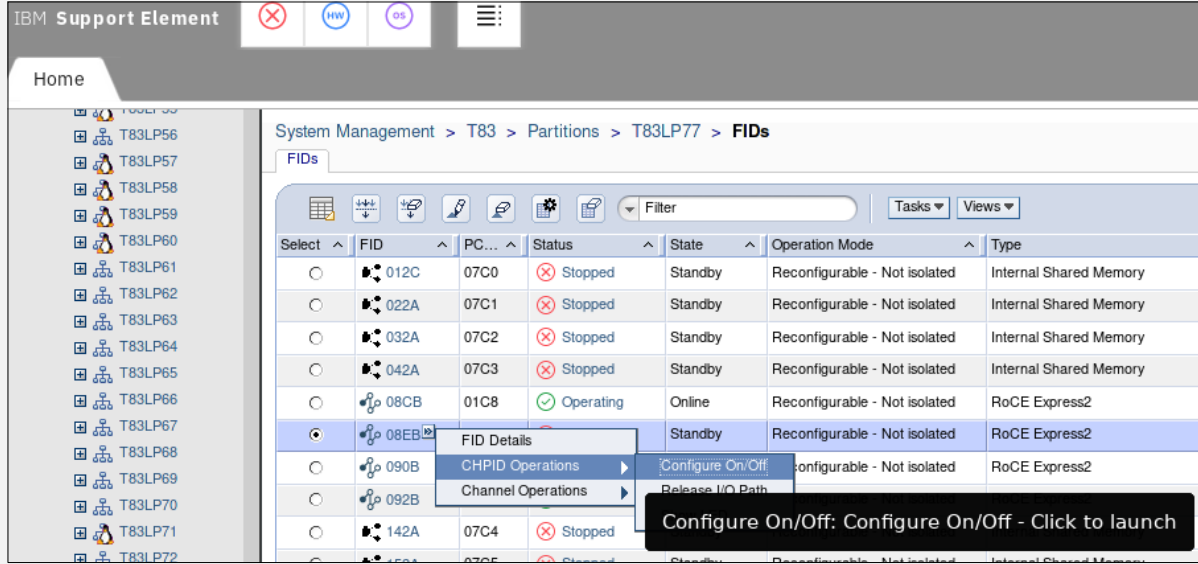 IBM Support Element
HW
OS
Home
T83LP56
T83LP57
T83LP58
T83LP59
T83LP60
T83LP61
T83LP62
T83LP63
T83LP64
T83LP65
T83LP66
T83LP67
T83LP68
T83LP69
T83LP70
T83LP71
T83LP72
System Management > T83 > Partitions > T83LP77 > FIDs
FIDs
Filter Tasks Views
Select FID PC... Status State Operation Mode Type
012C 07C0 Stopped Standby Reconfigurable - Not isolated Internal Shared Memory
022A 07C1 Stopped Standby Reconfigurable - Not isolated Internal Shared Memory
032A 07C2 Stopped Standby Reconfigurable - Not isolated Internal Shared Memory
042A 07C3 Stopped Standby Reconfigurable - Not isolated Internal Shared Memory
08CB 01C8 Operating Online Reconfigurable - Not isolated RoCE Express2
08EB Standby Reconfigurable - Not isolated RoCE Express2
090B configurable - Not isolated RoCE Express2
092B
142A 07C4 Stopped
FID Details
CHPID Operations
Channel Operations
Configure On/Off
Release I/O Path
Configure On/Off: Configure On/Off - Click to launch